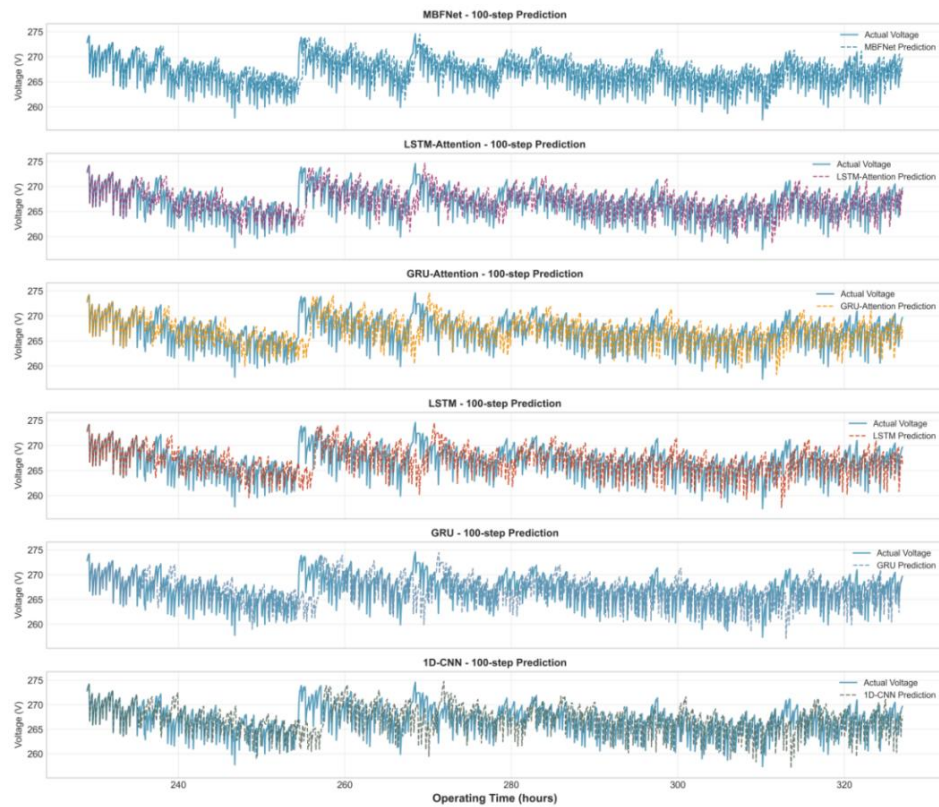 MBFNet - 100-step Prediction
275
270
265
260
Voltage (V)
Actual Voltage
MBFNet Prediction
LSTM-Attention - 100-step Prediction
275
270
265
260
Voltage (V)
Actual Voltage
LSTM-Attention Prediction
GRU-Attention - 100-step Prediction
275
270
265
260
Voltage (V)
Actual Voltage
GRU-Attention Prediction
LSTM - 100-step Prediction
275
270
265
260
Voltage (V)
Actual Voltage
LSTM Prediction
GRU - 100-step Prediction
275
270
265
260
Voltage (V)
Actual Voltage
GRU Prediction
1D-CNN - 100-step Prediction
275
270
265
260
Voltage (V)
Actual Voltage
1D-CNN Prediction
240 260 280 300 320
Operating Time (hours)